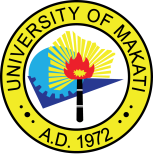 UNIVERSITY OF MAKATI
A.D. 1972